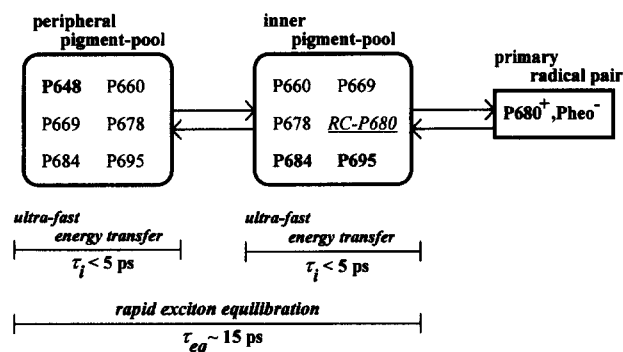 peripheral
pigment-pool
P648 P660
P669 P678
P684 P695
inner
pigment-pool
P660 P669
P678 RC-P680
P684 P695
primary
radical pair
P680⁺,Pheo⁻
ultra-fast
energy transfer
τᵢ < 5 ps
ultra-fast
energy transfer
τᵢ < 5 ps
rapid exciton equilibration
τeq ~ 15 ps